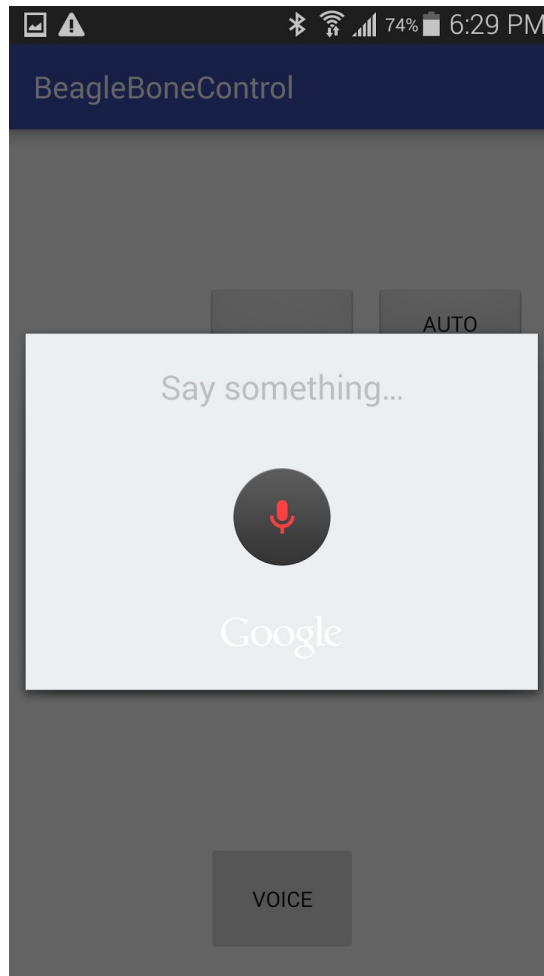 74% 6:29 PM
BeagleBoneControl
AUTO
Say something...
Google
VOICE